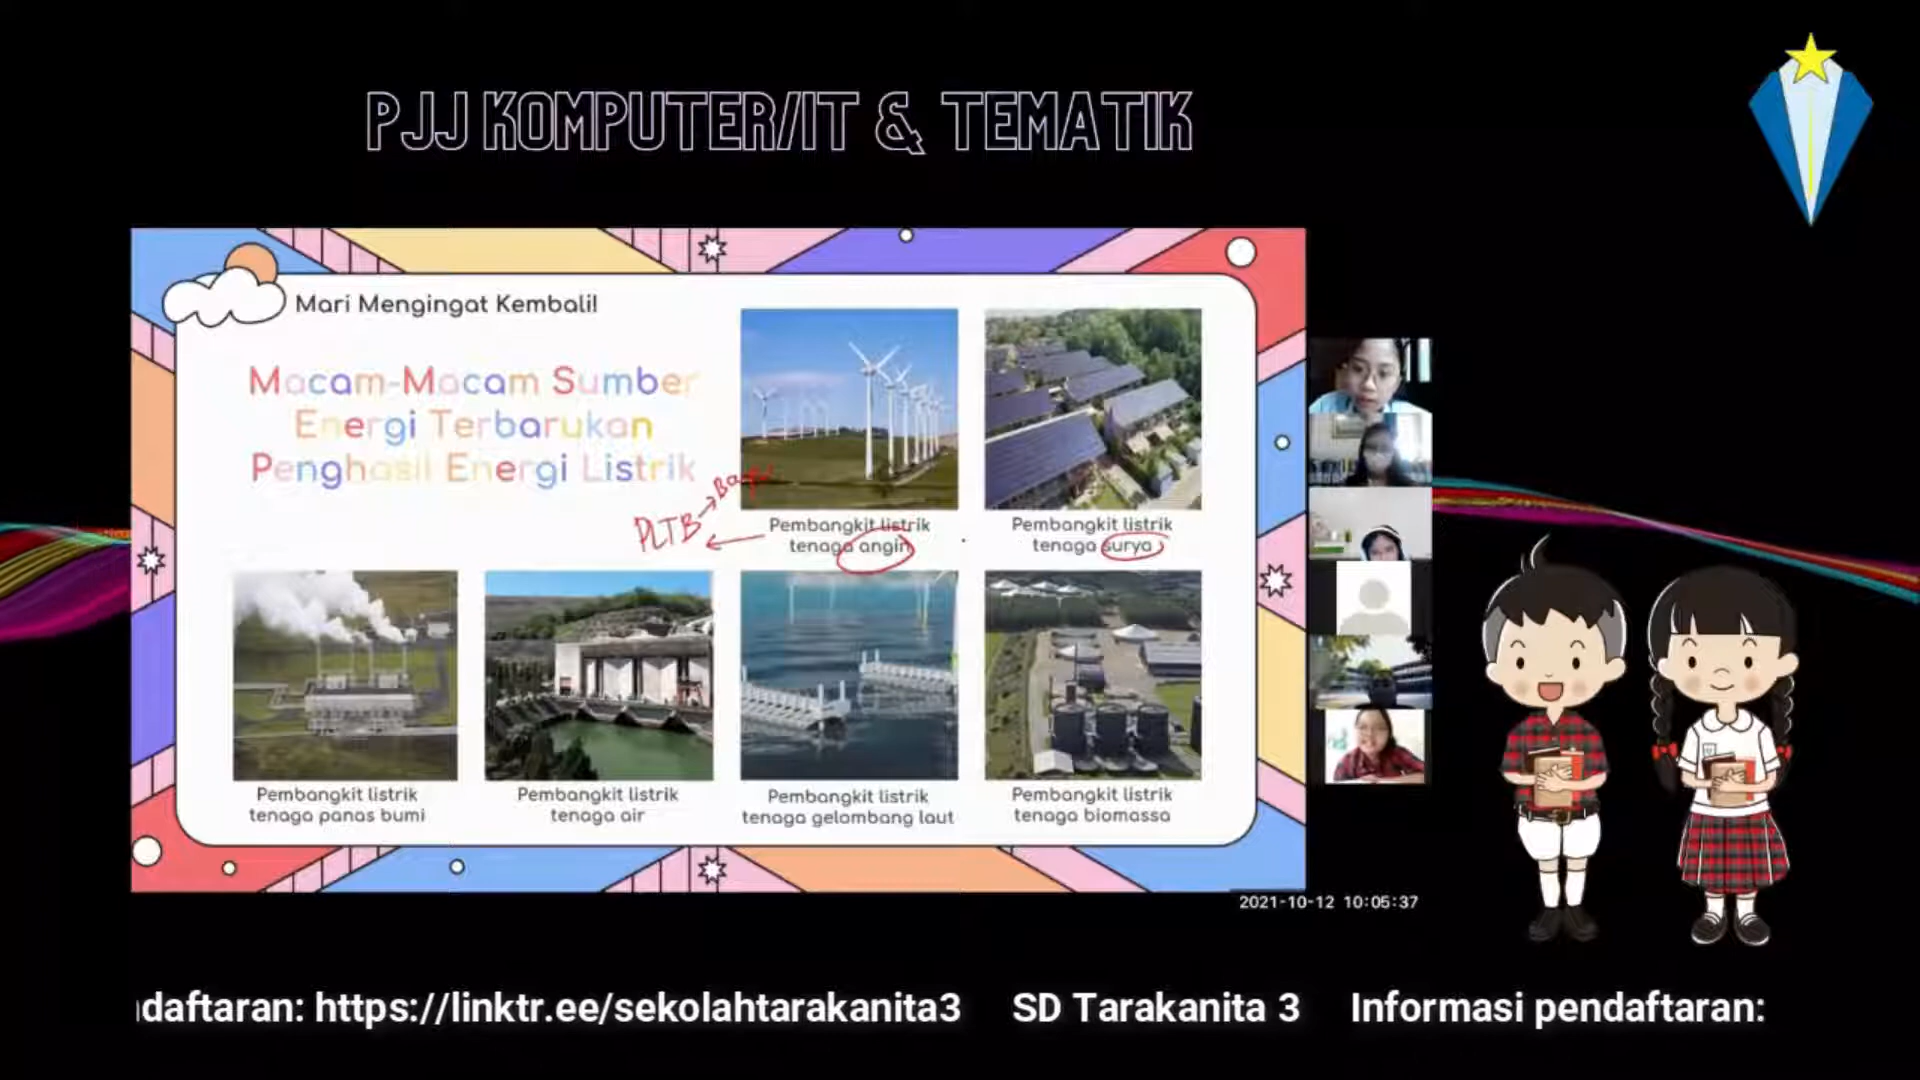 PJJ KOMPUTER/IT & TEMATIK
Mari Mengingat Kembali!
Macam-Macam Sumber
Energi Terbarukan
Penghasil Energi Listrik
PLTB
Pembangkit listrik
tenaga angin
Pembangkit listrik
tenaga surya
Pembangkit listrik
tenaga panas bumi
Pembangkit listrik
tenaga air
Pembangkit listrik
tenaga gelombang laut
Pembangkit listrik
tenaga biomassa
2021-10-12 10:05:37
daftaran: https://linktr.ee/sekolahtarakanita3 SD Tarakanita 3 Informasi pendaftaran: